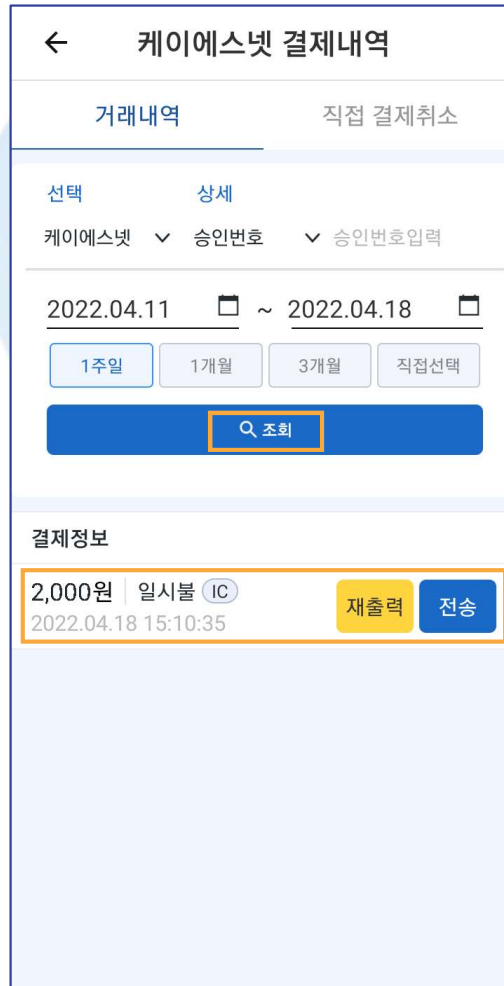 케이에스넷 결제내역
거래내역 직접 결제취소
선택 상세
케이에스넷 승인번호 승인번호입력
2022.04.11 ~ 2022.04.18
1주일 1개월 3개월 직접선택
조회
결제정보
2,000원 일시불 IC
2022.04.18 15:10:35
재출력 전송